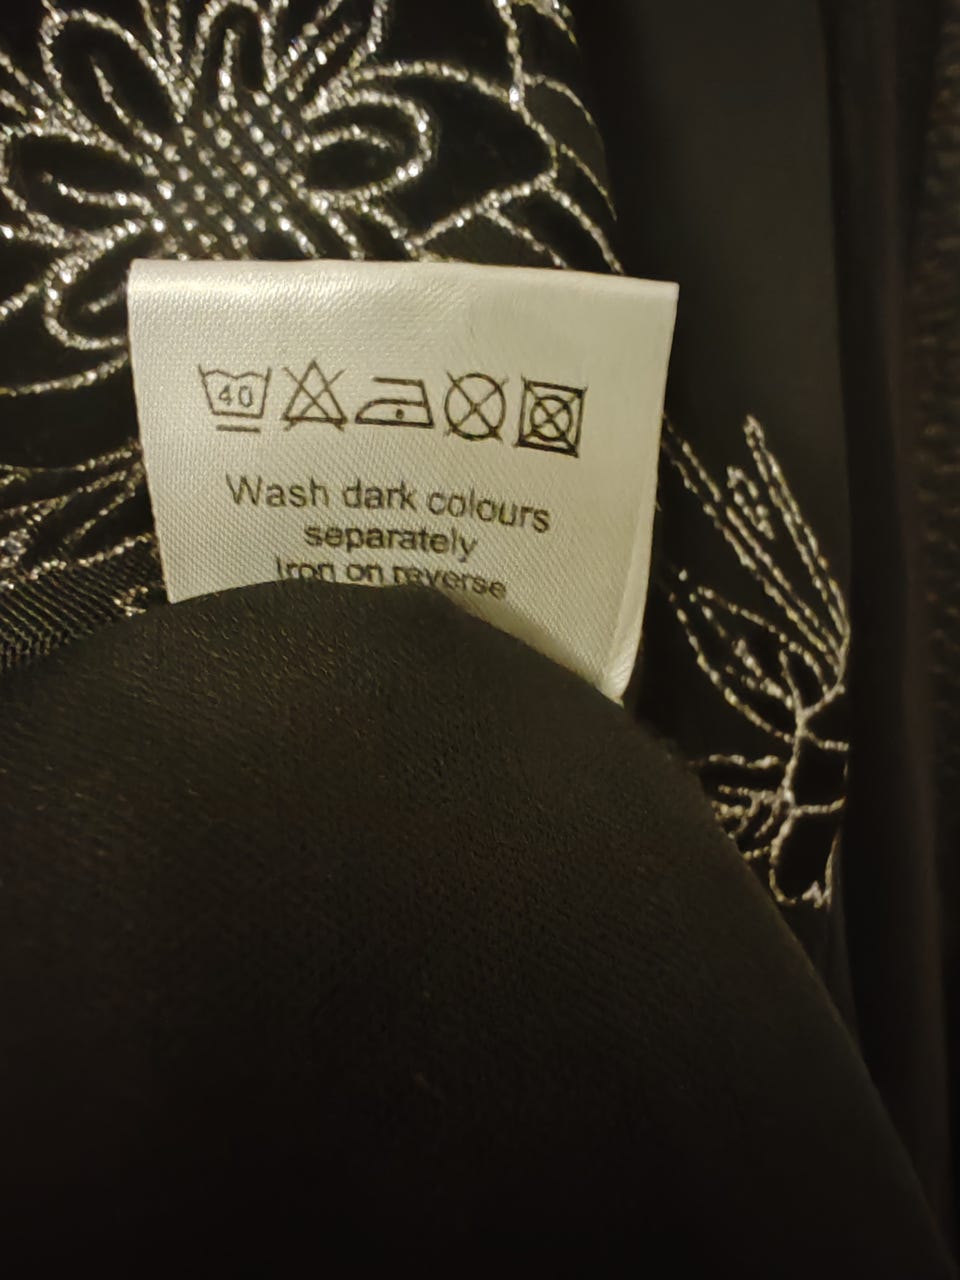 40
Wash dark colours
separately
Iron on reverse